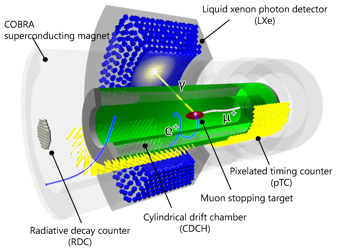 COBRA
superconducting magnet
Liquid xenon photon detector
(LXe)
γ
μ+
e+
Pixelated timing counter
(pTC)
Muon stopping target
Cylindrical drift chamber
(CDCH)
Radiative decay counter
(RDC)